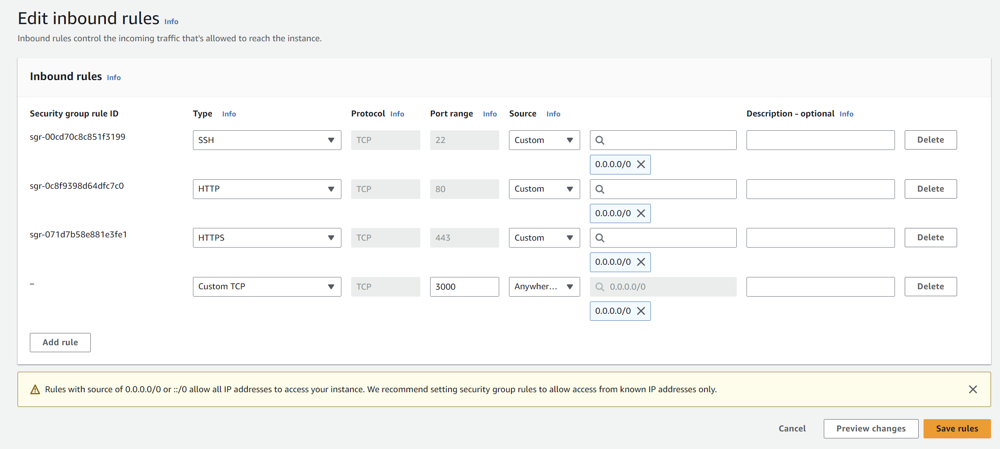 Edit inbound rules Info
Inbound rules control the incoming traffic that's allowed to reach the instance.
Inbound rules Info
Security group rule ID Type Info Protocol Info Port range Info Source Info Description - optional Info
sgr-00cd70c8c851f3199 SSH TCP 22 Custom Delete
0.0.0.0/0
sgr-0c8f9398d64dfc7c0 HTTP TCP 80 Custom Delete
0.0.0.0/0
sgr-071d7b58e881e3fe1 HTTPS TCP 443 Custom Delete
0.0.0.0/0
– Custom TCP TCP 3000 Anywher... 0.0.0.0/0 Delete
0.0.0.0/0
Add rule
Rules with source of 0.0.0.0/0 or ::/0 allow all IP addresses to access your instance. We recommend setting security group rules to allow access from known IP addresses only.
Cancel Preview changes Save rules